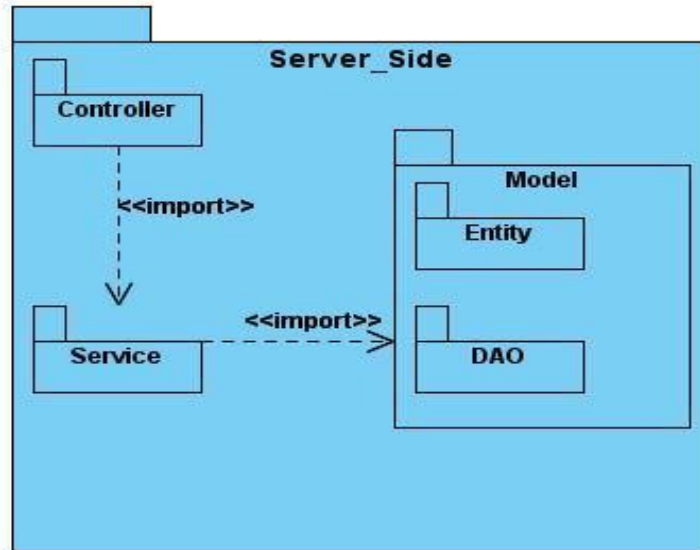 Server_Side
Controller
<<import>>
Model
Entity
<<import>>
Service
DAO